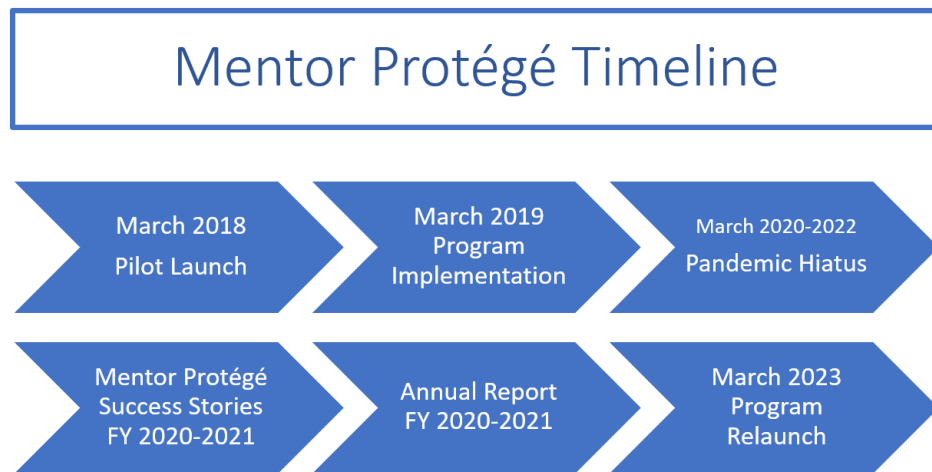 Mentor Protégé Timeline
March 2018
Pilot Launch
March 2019
Program
Implementation
March 2020-2022
Pandemic Hiatus
Mentor Protégé
Success Stories
FY 2020-2021
Annual Report
FY 2020-2021
March 2023
Program
Relaunch